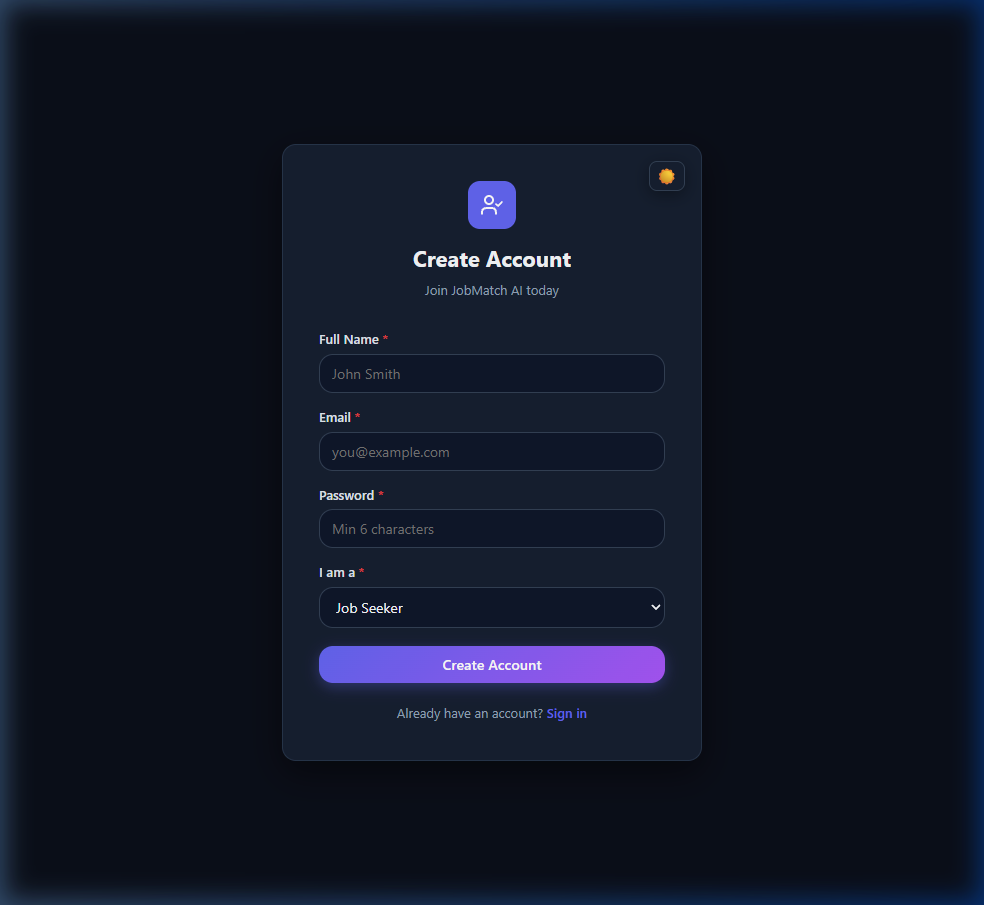 Create Account
Join JobMatch AI today
Full Name *
John Smith
Email *
you@example.com
Password *
Min 6 characters
I am a *
Job Seeker
Create Account
Already have an account? Sign in